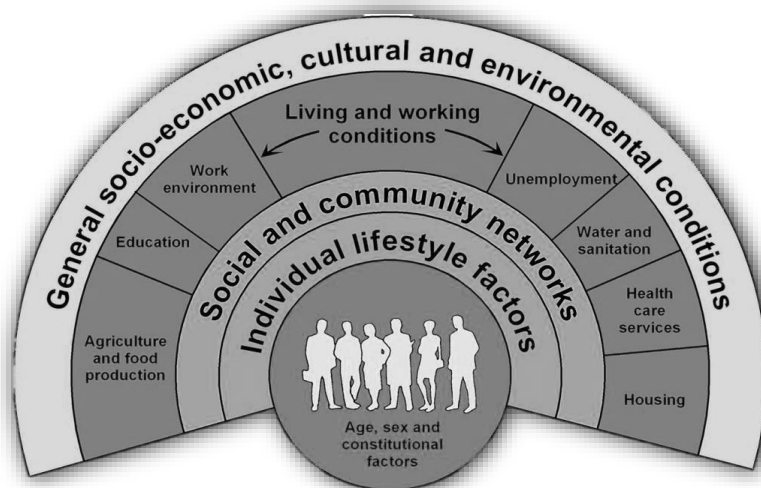 General socio-economic, cultural and environmental conditions
Living and working
conditions
Work
environment
Unemployment
Education
Water and
sanitation
Agriculture
and food
production
Health
care
services
Housing
Social and community networks
Individual lifestyle factors
Age, sex and
constitutional
factors